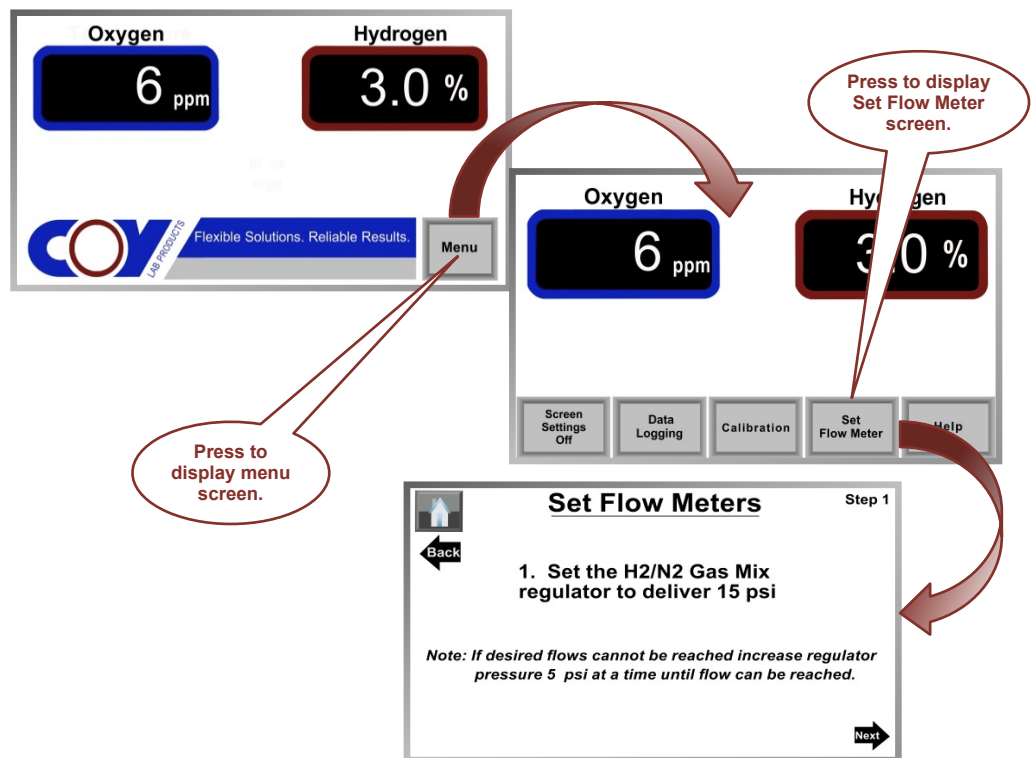 Oxygen
Hydrogen
6 ppm
3.0 %
COY
LAB PRODUCTS
Flexible Solutions. Reliable Results.
Menu
Press to
display menu
screen.
Press to display
Set Flow Meter
screen.
Oxygen
6 ppm
%
Screen
Settings
Off
Data
Logging
Calibration
Set
Flow Meter
Help
Set Flow Meters
Step 1
Back
1. Set the H2/N2 Gas Mix
regulator to deliver 15 psi
Note: If desired flows cannot be reached increase regulator
pressure 5 psi at a time until flow can be reached.
Next